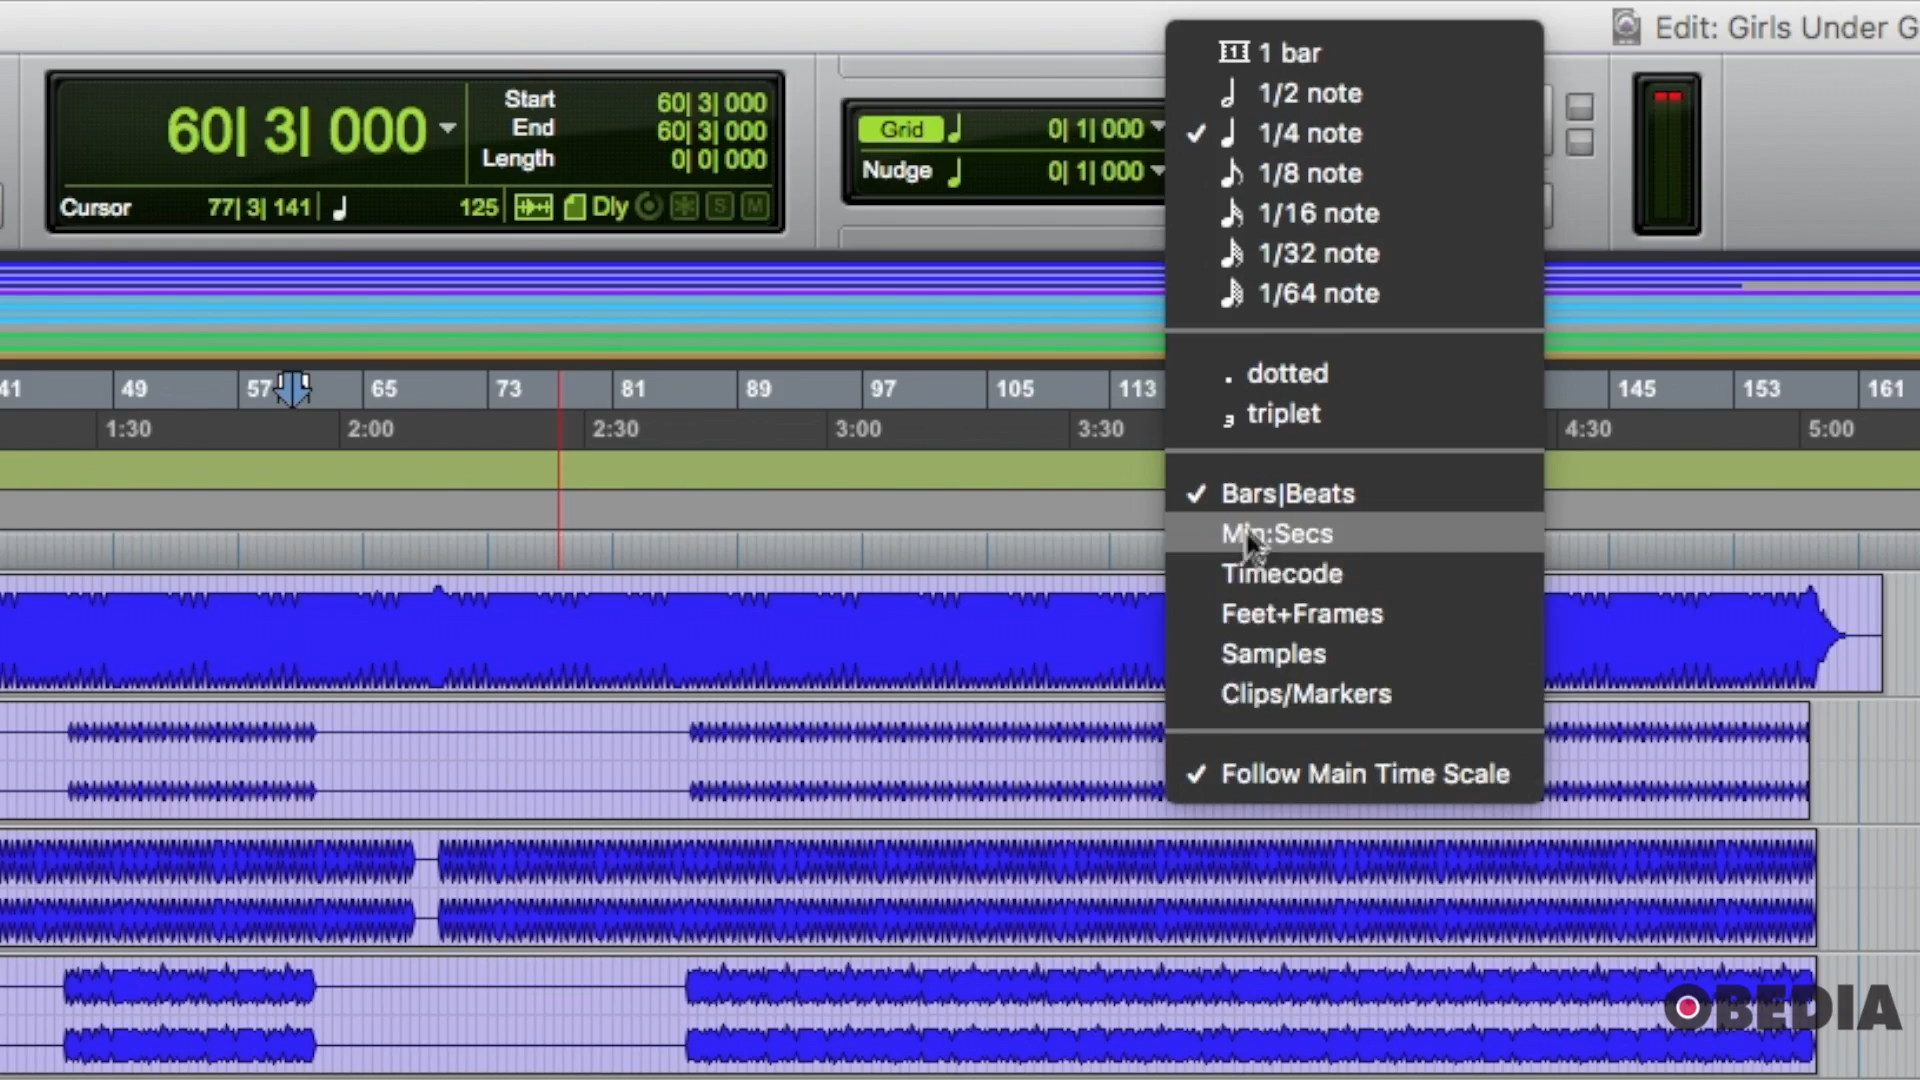 Edit: Girls Under G
60| 3| 000
Start 60| 3| 000
End 60| 3| 000
Length 0| 0| 000
Cursor 77| 3| 141 125 Dly S M
Grid 0| 1| 000
Nudge 0| 1| 000
1 1 bar
1/2 note
✓ 1/4 note
1/8 note
1/16 note
1/32 note
1/64 note
. dotted
3 triplet
✓ Bars|Beats
Min:Secs
Timecode
Feet+Frames
Samples
Clips/Markers
✓ Follow Main Time Scale
41 49 57 65 73 81 89 97 105 113 145 153 161
1:30 2:00 2:30 3:00 3:30 4:30 5:00
OBEDIA